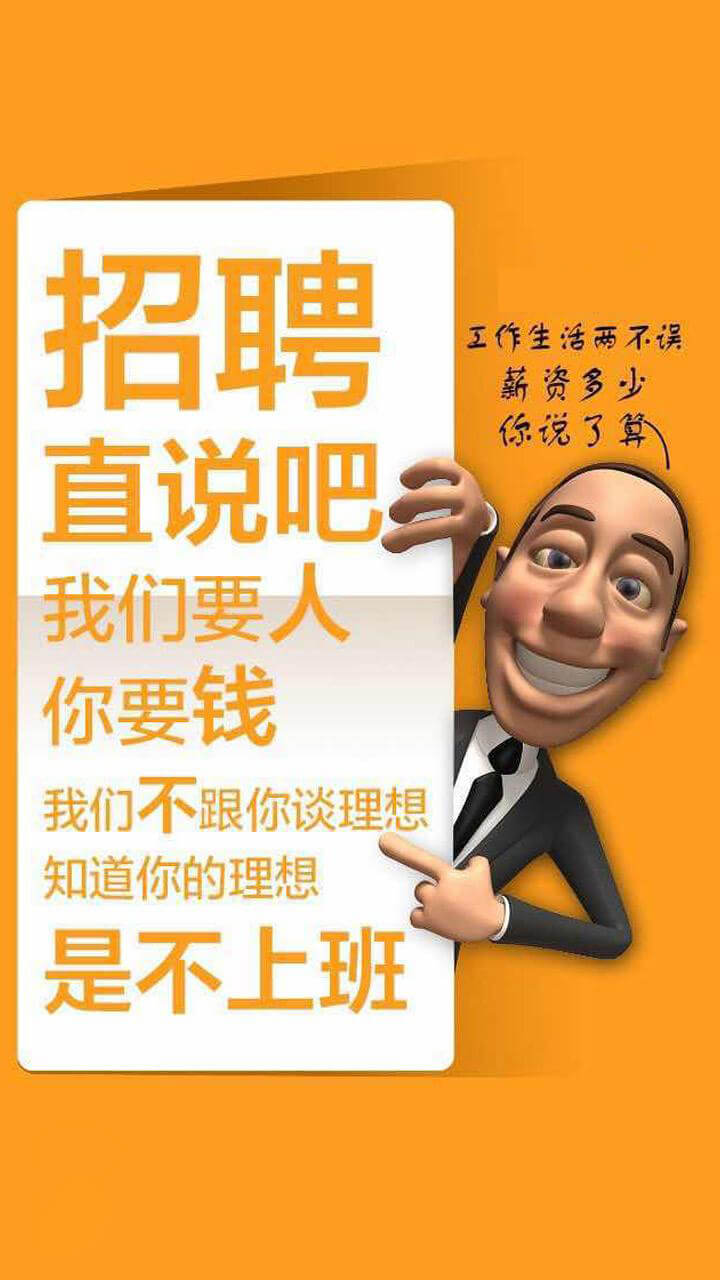 招聘
直说吧
我们要人
你要钱
我们不跟你谈理想
知道你的理想
是不上班
工作生活两不误
薪资多少
你说了算